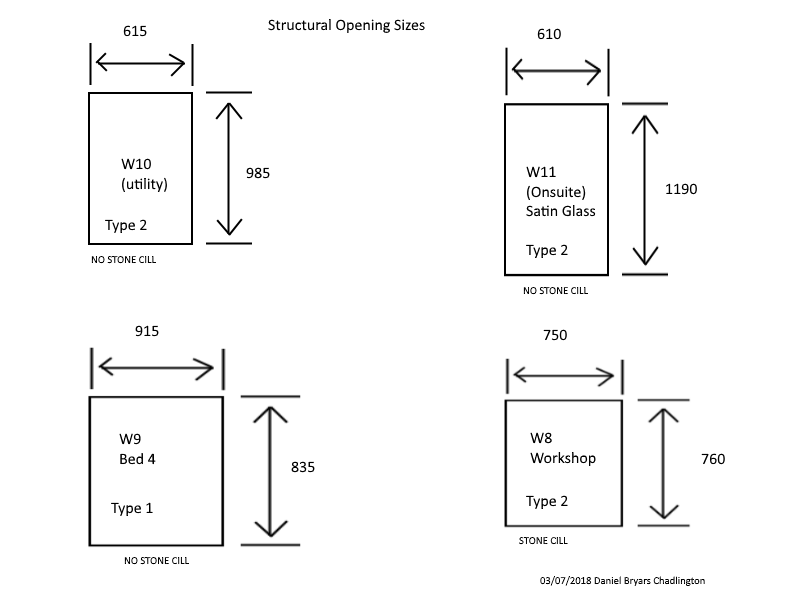 Structural Opening Sizes
615
W10
(utility)
Type 2
985
NO STONE CILL
610
W11
(Onsuite)
Satin Glass
Type 2
1190
NO STONE CILL
915
W9
Bed 4
Type 1
835
NO STONE CILL
750
W8
Workshop
Type 2
760
STONE CILL
03/07/2018 Daniel Bryars Chadlington